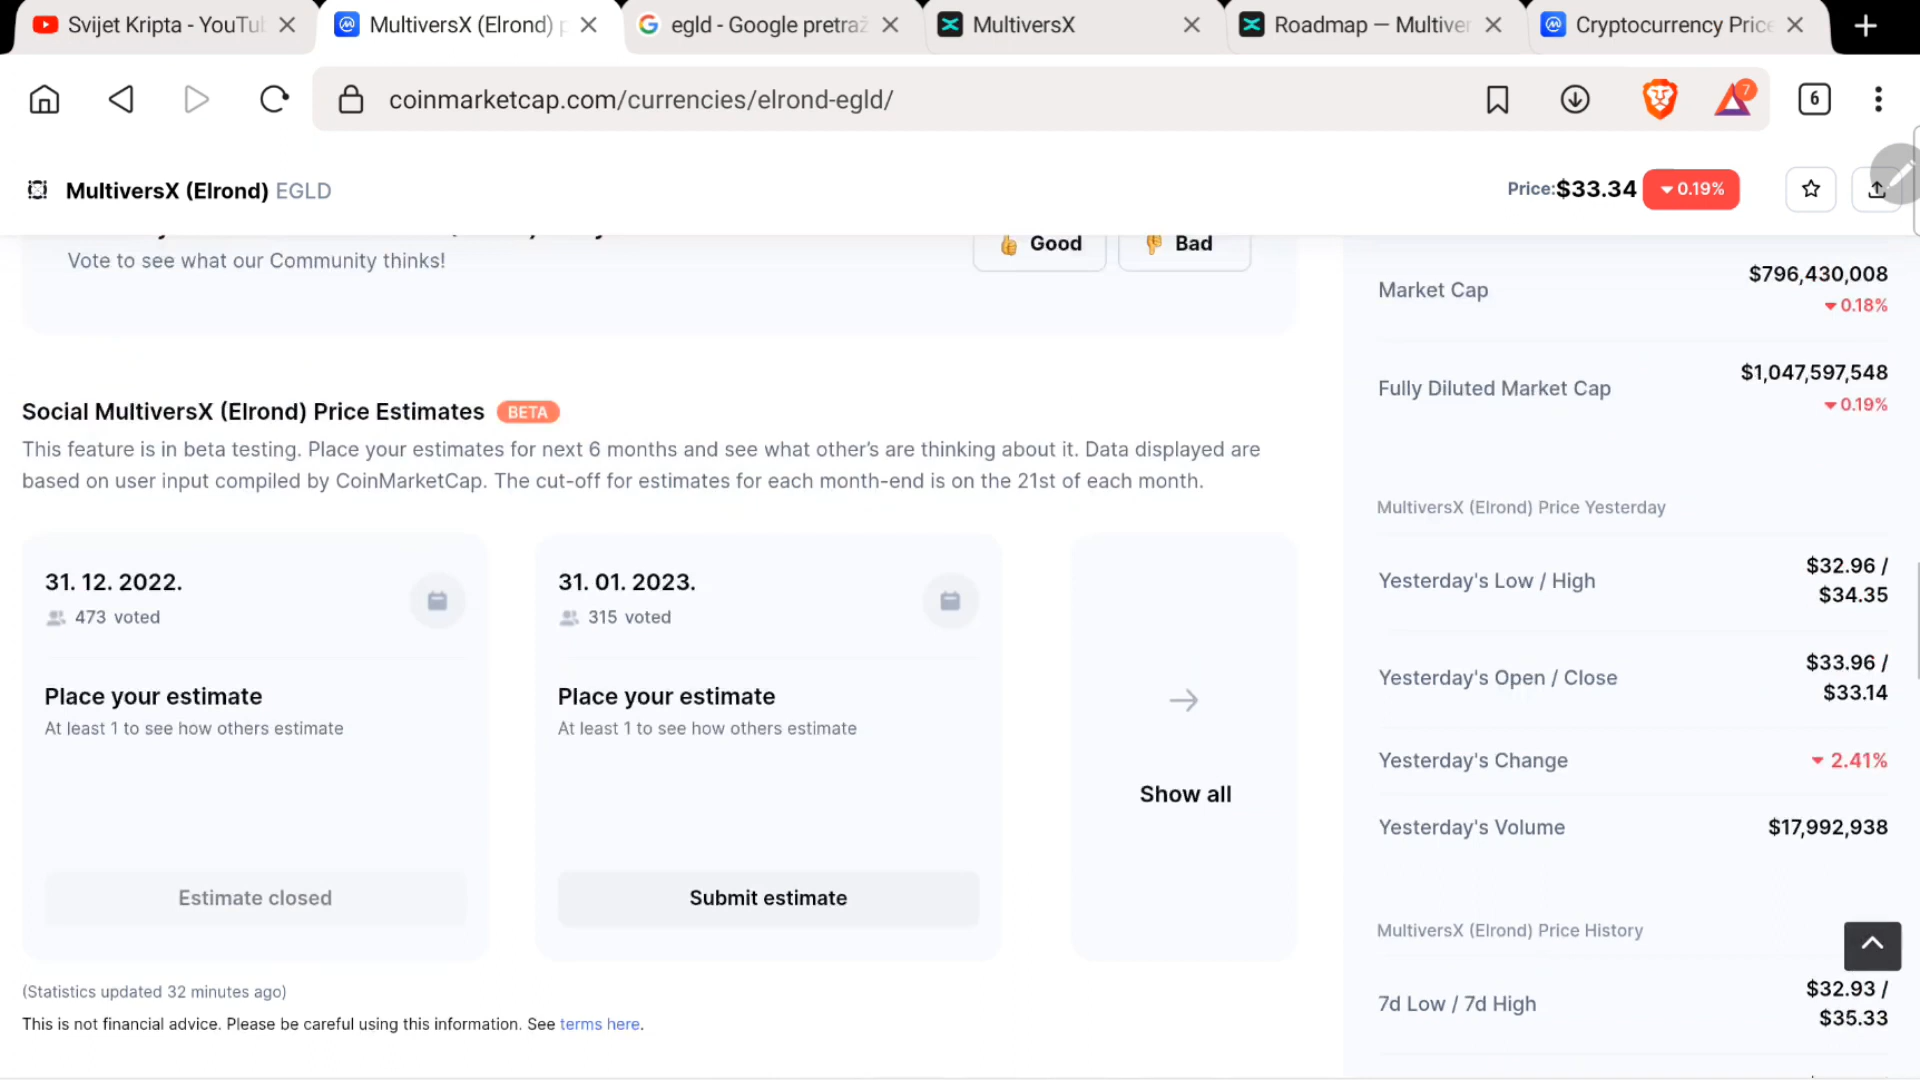 Svijet Kripta - YouTu
MultiversX (Elrond) p
egld - Google pretraž
MultiversX
Roadmap — Multiver
Cryptocurrency Price
coinmarketcap.com/currencies/elrond-egld/
7
6
MultiversX (Elrond) EGLD
Price:$33.34
0.19%
Vote to see what our Community thinks!
Good
Bad
Social MultiversX (Elrond) Price Estimates BETA
This feature is in beta testing. Place your estimates for next 6 months and see what other's are thinking about it. Data displayed are
based on user input compiled by CoinMarketCap. The cut-off for estimates for each month-end is on the 21st of each month.
31. 12. 2022.
473 voted
Place your estimate
At least 1 to see how others estimate
Estimate closed
31. 01. 2023.
315 voted
Place your estimate
At least 1 to see how others estimate
Submit estimate
Show all
(Statistics updated 32 minutes ago)
This is not financial advice. Please be careful using this information. See terms here.
Market Cap
$796,430,008
0.18%
Fully Diluted Market Cap
$1,047,597,548
0.19%
MultiversX (Elrond) Price Yesterday
Yesterday's Low / High
$32.96 /
$34.35
Yesterday's Open / Close
$33.96 /
$33.14
Yesterday's Change
2.41%
Yesterday's Volume
$17,992,938
MultiversX (Elrond) Price History
7d Low / 7d High
$32.93 /
$35.33